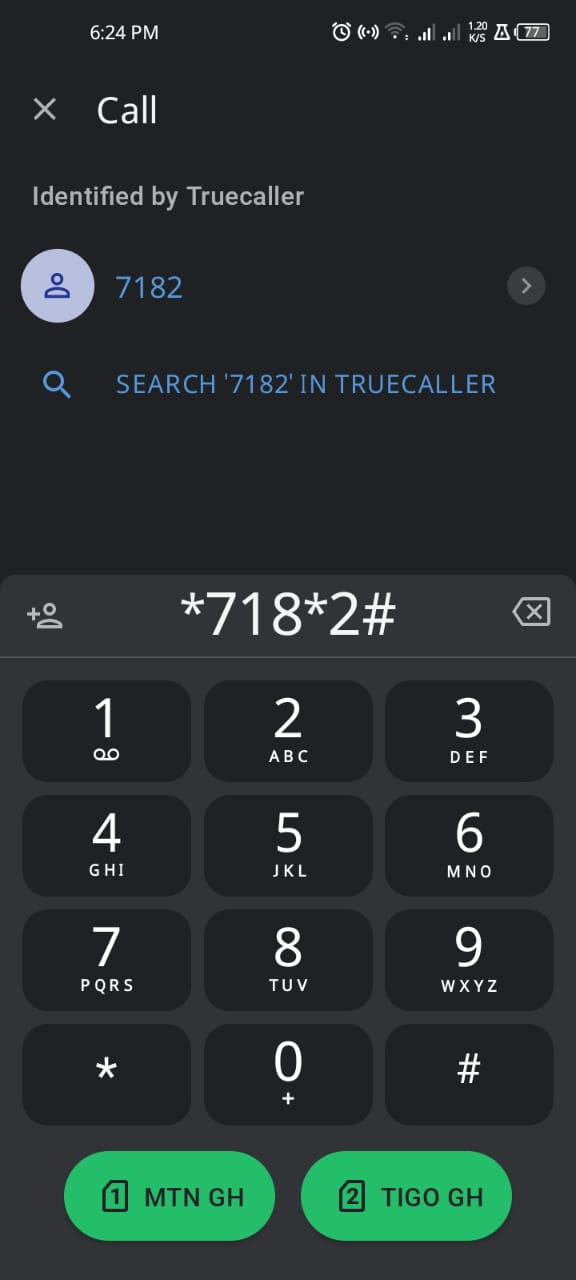 6:24 PM 1.20 K/S 77
Call
Identified by Truecaller
7182
SEARCH '7182' IN TRUECALLER
*718*2#
1 2 3
ABC DEF
4 5 6
GHI JKL MNO
7 8 9
PQRS TUV WXYZ
* 0 #
+
1 MTN GH 2 TIGO GH